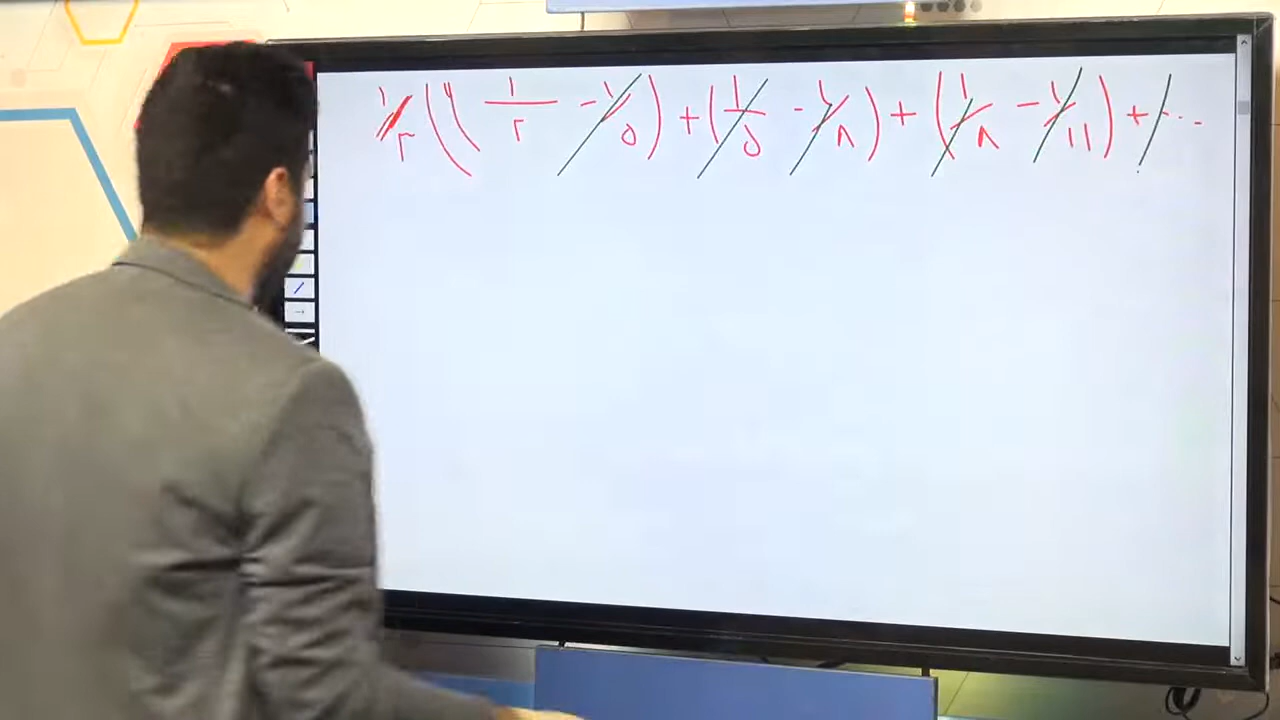 ۱/۳ ((۱/۲ - ۱/۵) + (۱/۵ - ۱/۸) + (۱/۸ - ۱/۱۱) + ...